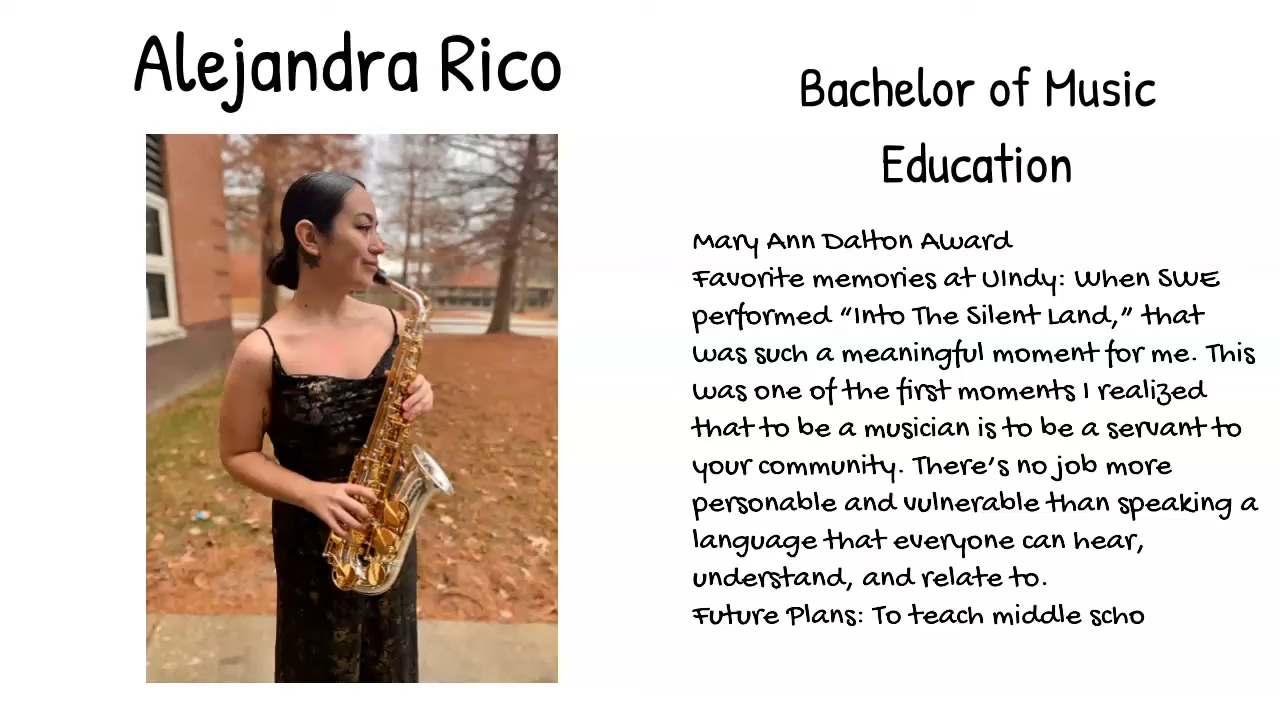 Alejandra Rico
Bachelor of Music
Education
Mary Ann Dalton Award
Favorite memories at UIndy: When SWE
performed “Into The Silent Land,” that
was such a meaningful moment for me. This
was one of the first moments I realized
that to be a musician is to be a servant to
your community. There’s no job more
personable and vulnerable than speaking a
language that everyone can hear,
understand, and relate to.
Future Plans: To teach middle scho